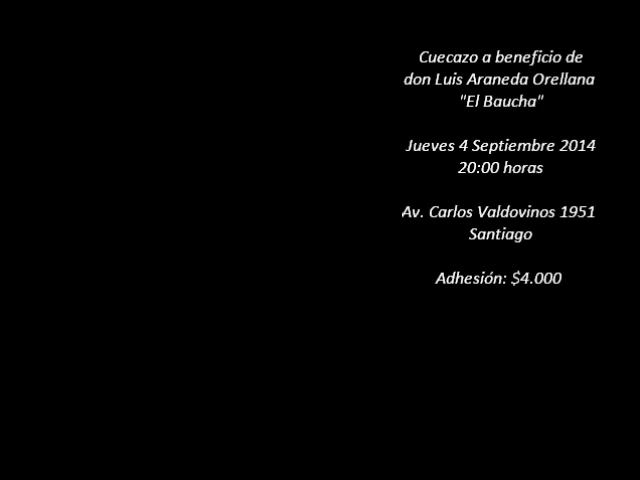 Cuecazo a beneficio de
don Luis Araneda Orellana
"El Baucha"
Jueves 4 Septiembre 2014
20:00 horas
Av. Carlos Valdovinos 1951
Santiago
Adhesión: $4.000